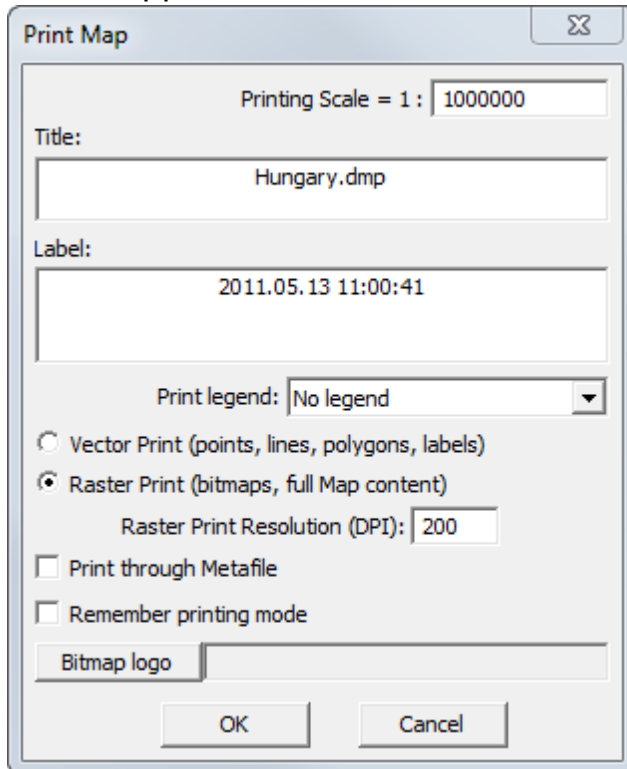 Print Map
Printing Scale = 1 : 1000000
Title:
Hungary.dmp
Label:
2011.05.13 11:00:41
Print legend: No legend
Vector Print (points, lines, polygons, labels)
Raster Print (bitmaps, full Map content)
Raster Print Resolution (DPI): 200
Print through Metafile
Remember printing mode
Bitmap logo
OK Cancel